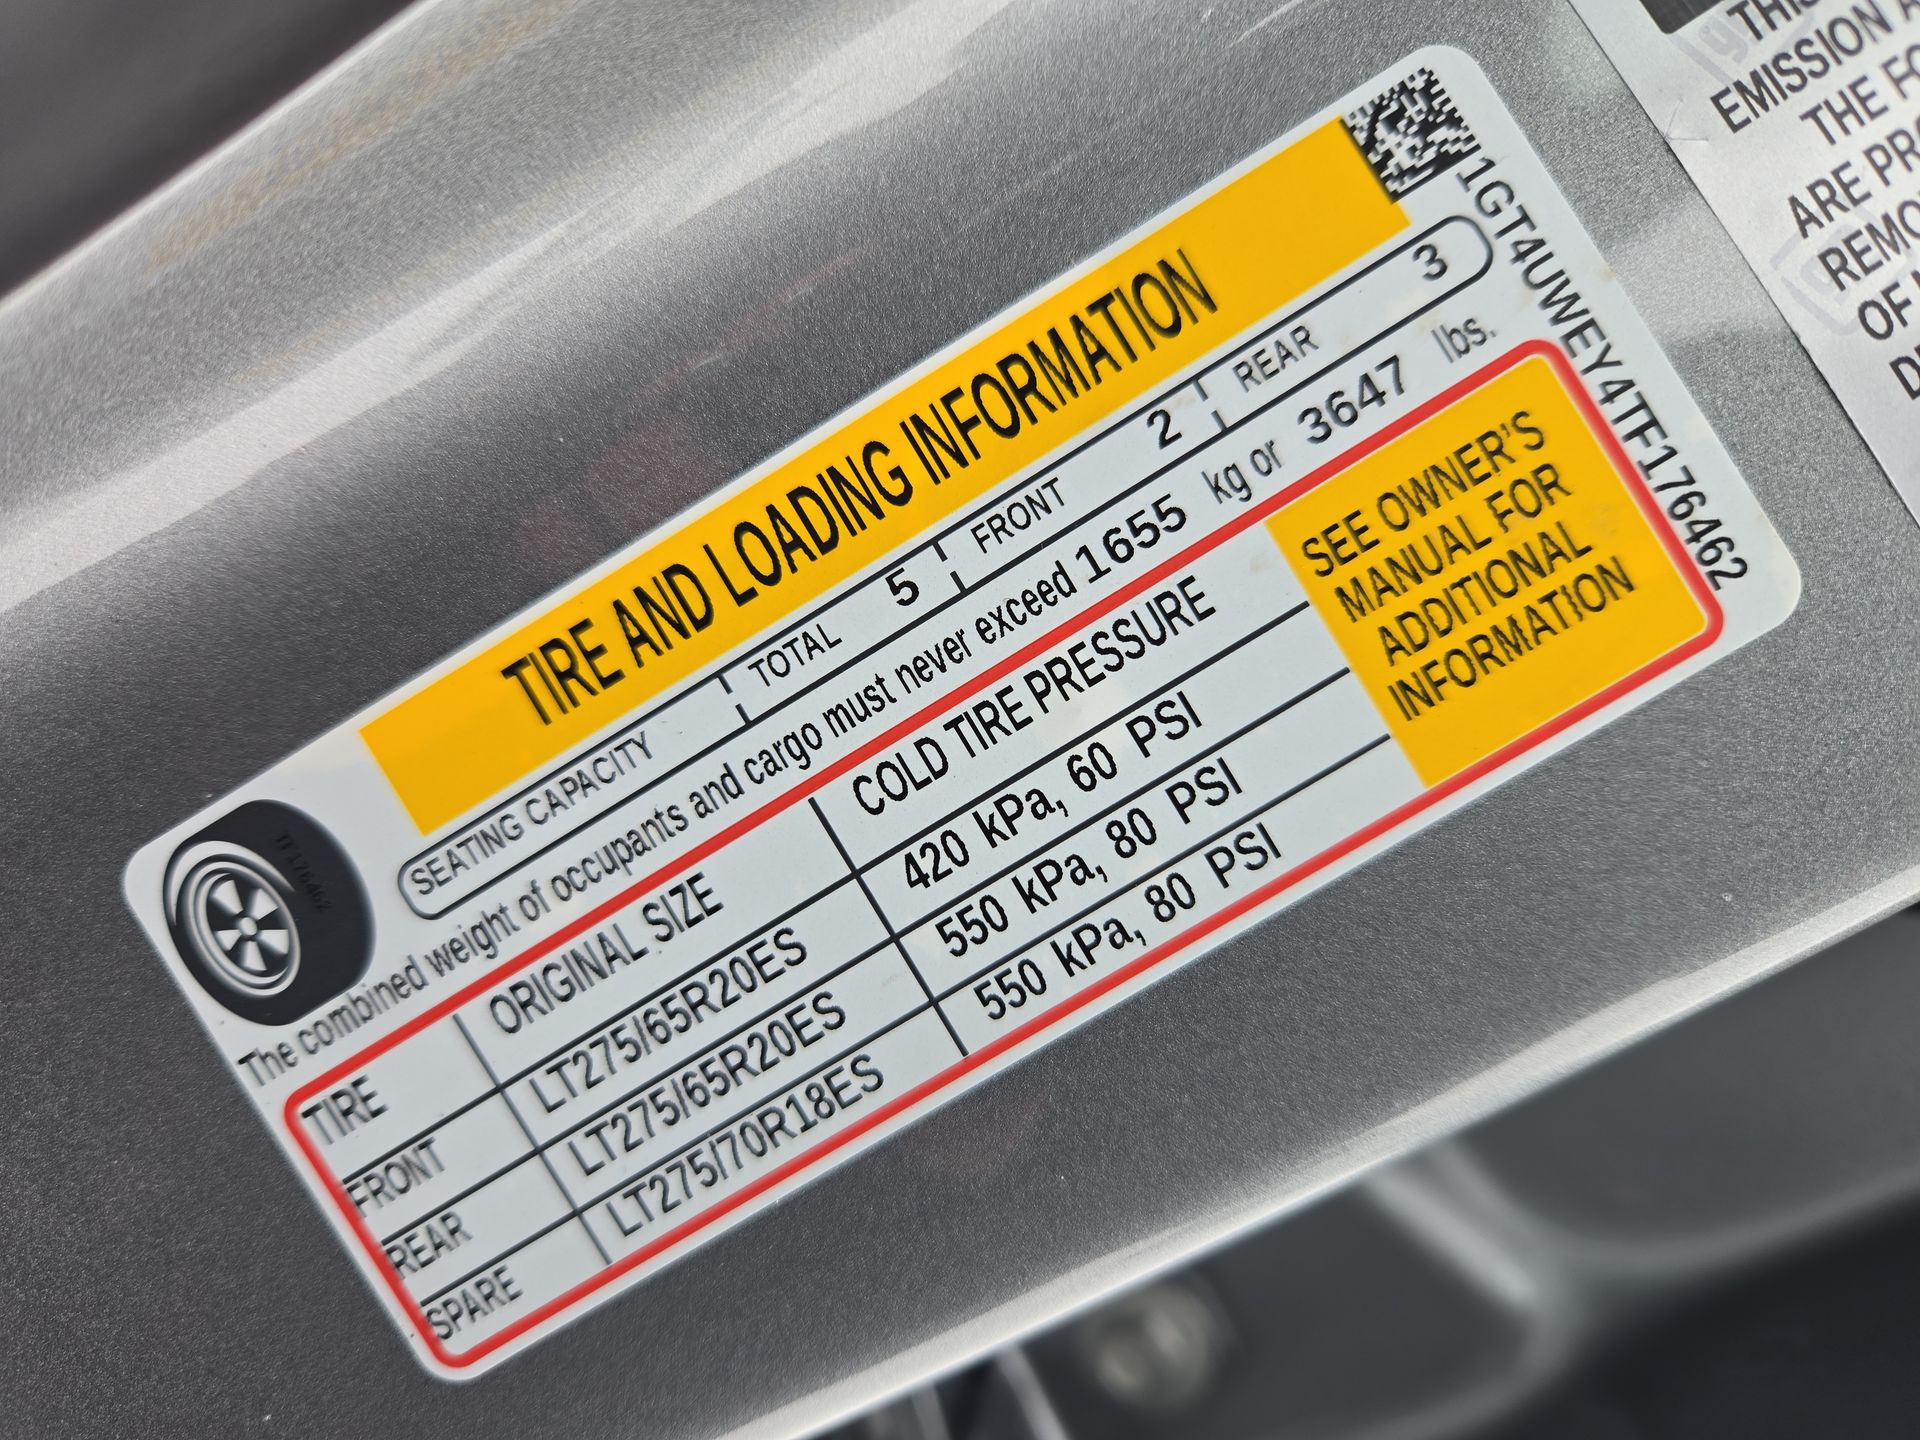 TIRE AND LOADING INFORMATION
SEATING CAPACITY TOTAL 5 FRONT 2 REAR 3
The combined weight of occupants and cargo must never exceed 1655 kg or 3647 lbs.
TIRE ORIGINAL SIZE COLD TIRE PRESSURE
FRONT LT275/65R20ES 420 kPa, 60 PSI
REAR LT275/65R20ES 550 kPa, 80 PSI
SPARE LT275/70R18ES 550 kPa, 80 PSI
SEE OWNER'S
MANUAL FOR
ADDITIONAL
INFORMATION
1GT4UWEY4TF176462
TF176462
THIS
EMISSION
THE
ARE
OF